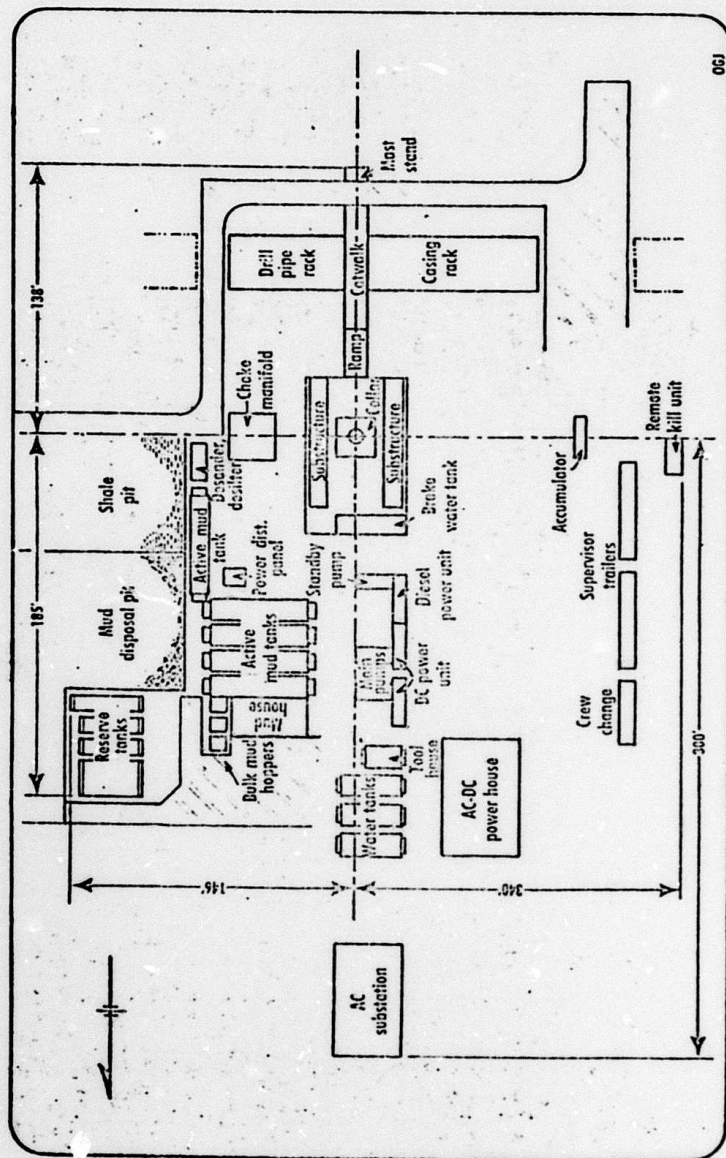 OGJ
138'
185'
146'
340'
300'
Mast
stand
Drill
pipe
rack
Catwalk
Casing
rack
Ramp
Choke
manifold
Substructure
Cellar
Substructure
Brake
water tank
Accumulator
Remote
kill unit
Supervisor
trailers
Crew
change
Shale
pit
Mud
disposal pit
Desander
desilter
Active mud
tank
Power dist.
panel
Standby
pump
Diesel
power unit
DC power
unit
Main
pumps
Active
mud tanks
Mud
house
Bulk mud
hoppers
Reserve
tanks
Water tanks
Tool
house
AC-DC
power house
AC
substation